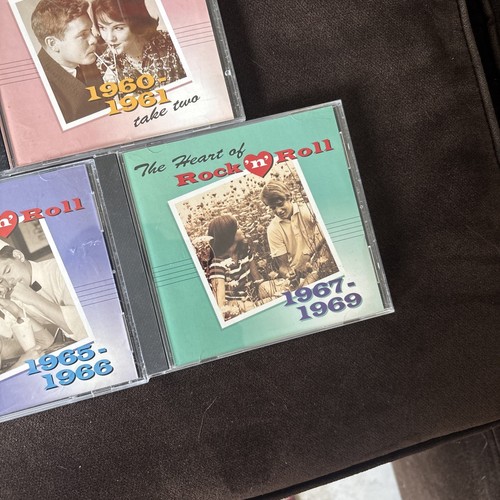 1960-
1961
take two
The Heart of
Rock 'n' Roll
1967-
1969
'n' Roll
1965-
1966